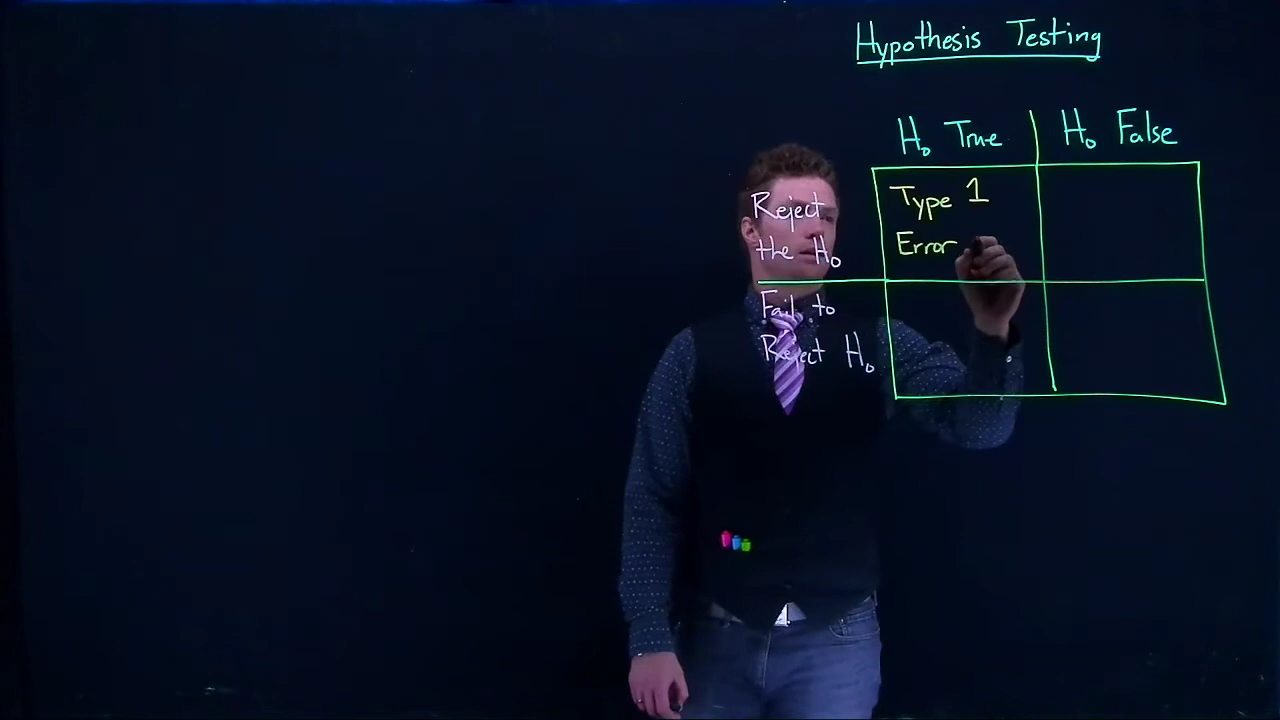 Hypothesis Testing
H₀ True
H₀ False
Reject
the H₀
Type 1
Error
Fail to
Reject H₀